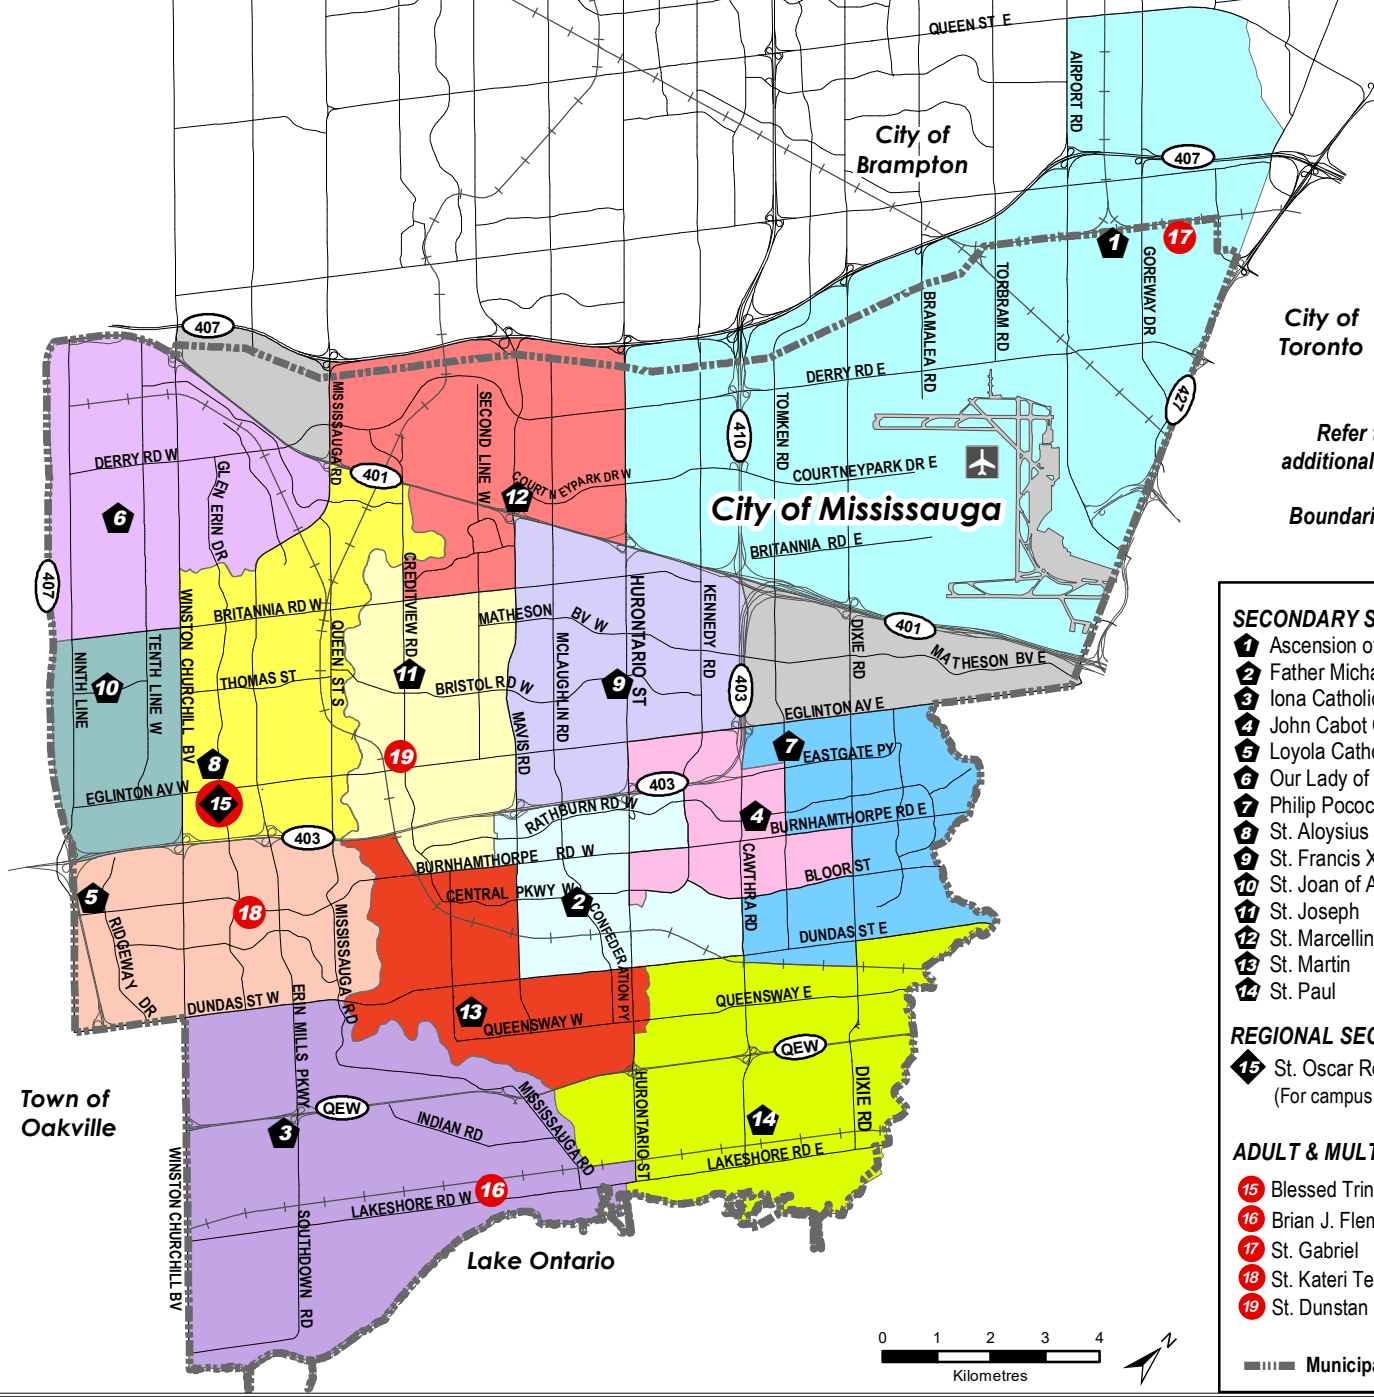 QUEEN ST E
AIRPORT RD
City of
Brampton
407
1
17
GOREWAY DR
TORBRAM RD
BRAMALEA RD
City of
Toronto
407
DERRY RD E
427
MISSISSAUGA RD
SECOND LINE W
410
TOMKEN RD
Refer
additional
DERRY RD W
GLEN ERIN DR
401
COURTNEYPARK DR W
COURTNEYPARK DR E
12
City of Mississauga
6
Boundari
BRITANNIA RD E
407
BRITANNIA RD W
WINSTON CHURCHILL BV
QUEEN ST S
CREDITVIEW RD
MATHESON BV W
MCLAUGHLIN RD
HURONTARIO ST
KENNEDY RD
DIXIE RD
401
MATHESON BV E
NINTH LINE
TENTH LINE W
10
THOMAS ST
11
BRISTOL RD W
9
403
EGLINTON AV E
MAVIS RD
7
EASTGATE PY
8
19
EGLINTON AV W
15
403
RATHBURN RD W
4
BURNHAMTHORPE RD E
403
BURNHAMTHORPE RD W
CAWTHRA RD
BLOOR ST
5
CENTRAL PKWY W
2
CONFEDERATION PY
18
RIDGEWAY DR
MISSISSAUGA RD
DUNDAS ST E
DUNDAS ST W
ERIN MILLS PKWY
13
QUEENSWAY W
QUEENSWAY E
QEW
Town of
Oakville
QEW
3
INDIAN RD
MISSISSAUGA RD
HURONTARIO ST
14
DIXIE RD
LAKESHORE RD E
WINSTON CHURCHILL BV
16
LAKESHORE RD W
SOUTHDOWN RD
Lake Ontario
0 1 2 3 4
Kilometres
N
SECONDARY S
1 Ascension o
2 Father Micha
3 Iona Catholic
4 John Cabot
5 Loyola Catho
6 Our Lady of
7 Philip Pococ
8 St. Aloysius
9 St. Francis X
10 St. Joan of A
11 St. Joseph
12 St. Marcellin
13 St. Martin
14 St. Paul
REGIONAL SEC
15 St. Oscar Ro
(For campus
ADULT & MULT
15 Blessed Trin
16 Brian J. Flem
17 St. Gabriel
18 St. Kateri Te
19 St. Dunstan
Municipa